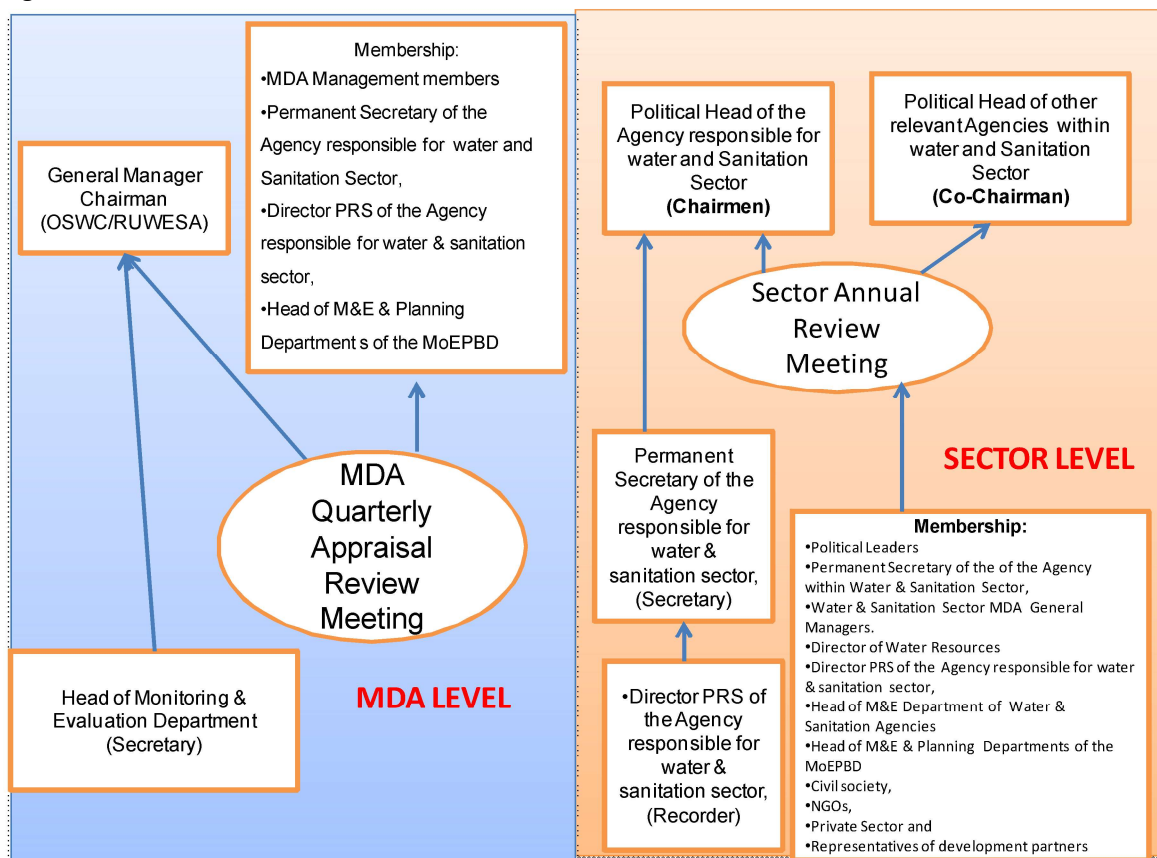 Membership:
•MDA Management members
•Permanent Secretary of the
Agency responsible for water and
Sanitation Sector,
•Director PRS of the Agency
responsible for water & sanitation
sector,
•Head of M&E & Planning
Department s of the MoEPBD
General Manager
Chairman
(OSWC/RUWESA)
MDA
Quarterly
Appraisal
Review
Meeting
Head of Monitoring &
Evaluation Department
(Secretary)
MDA LEVEL
Political Head of the
Agency responsible for
water and Sanitation
Sector
(Chairmen)
Political Head of other
relevant Agencies within
water and Sanitation
Sector
(Co-Chairman)
Sector Annual
Review
Meeting
SECTOR LEVEL
Permanent
Secretary of the
Agency
responsible for
water &
sanitation sector,
(Secretary)
•Director PRS of
the Agency
responsible for
water &
sanitation sector,
(Recorder)
Membership:
•Political Leaders
•Permanent Secretary of the of the Agency
within Water & Sanitation Sector,
•Water & Sanitation Sector MDA General
Managers.
•Director of Water Resources
•Director PRS of the Agency responsible for water
& sanitation sector,
•Head of M&E Department of Water &
Sanitation Agencies
•Head of M&E & Planning Departments of the
MoEPBD
•Civil society,
•NGOs,
•Private Sector and
•Representatives of development partners